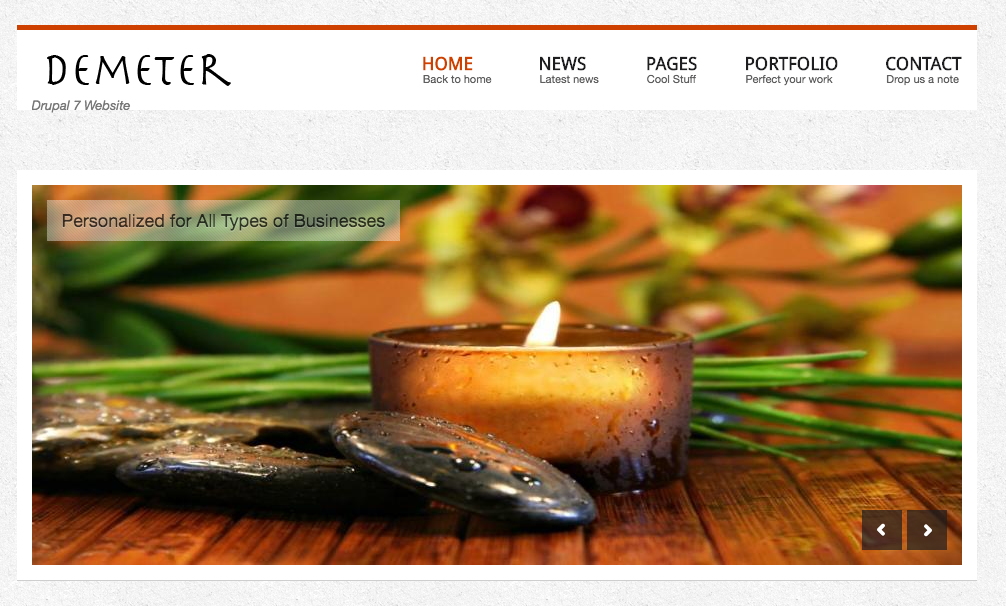 DEMETER
Drupal 7 Website
HOME
Back to home
NEWS
Latest news
PAGES
Cool Stuff
PORTFOLIO
Perfect your work
CONTACT
Drop us a note
Personalized for All Types of Businesses